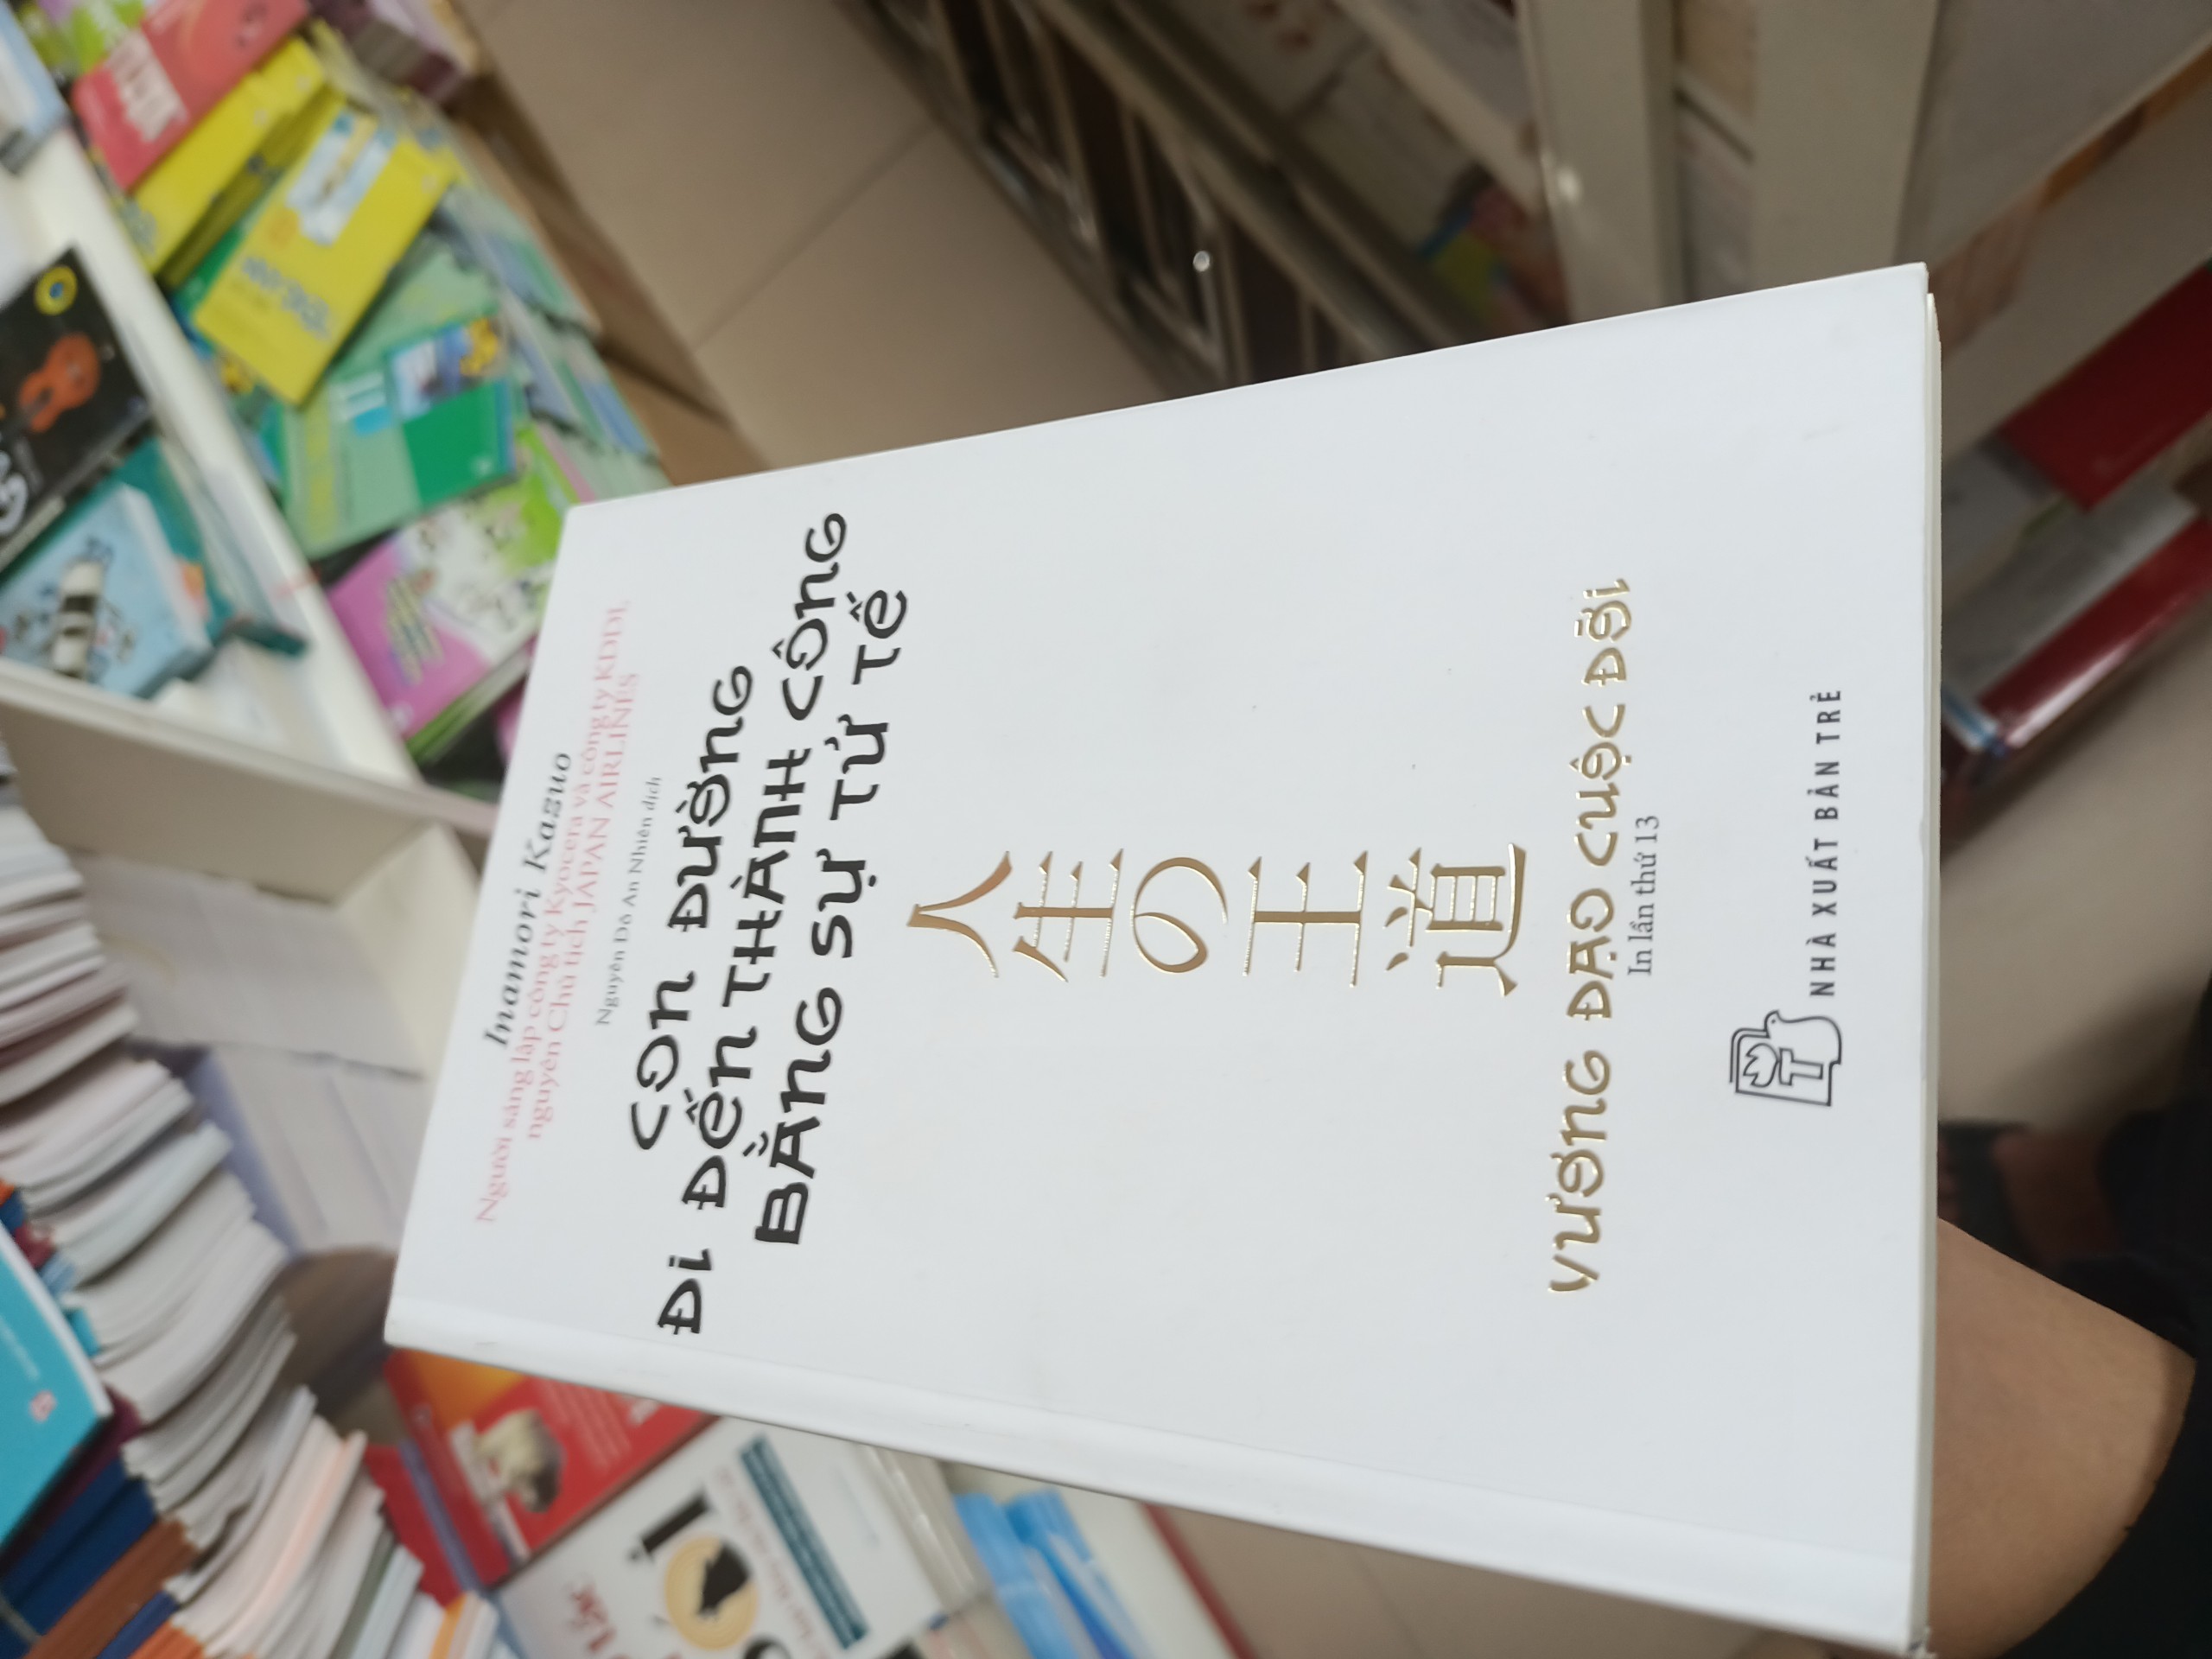 Inamori Kazuo
Người sáng lập công ty Kyocera và công ty KDDI,
nguyên Chủ tịch JAPAN AIRLINES
Nguyễn Đỗ An Nhiên dịch
CON ĐƯỜNG
ĐI ĐẾN THÀNH CÔNG
BẰNG SỰ TỬ TẾ
人生の王道
VƯƠNG ĐẠO CUỘC ĐỜI
In lần thứ 13
NHÀ XUẤT BẢN TRẺ